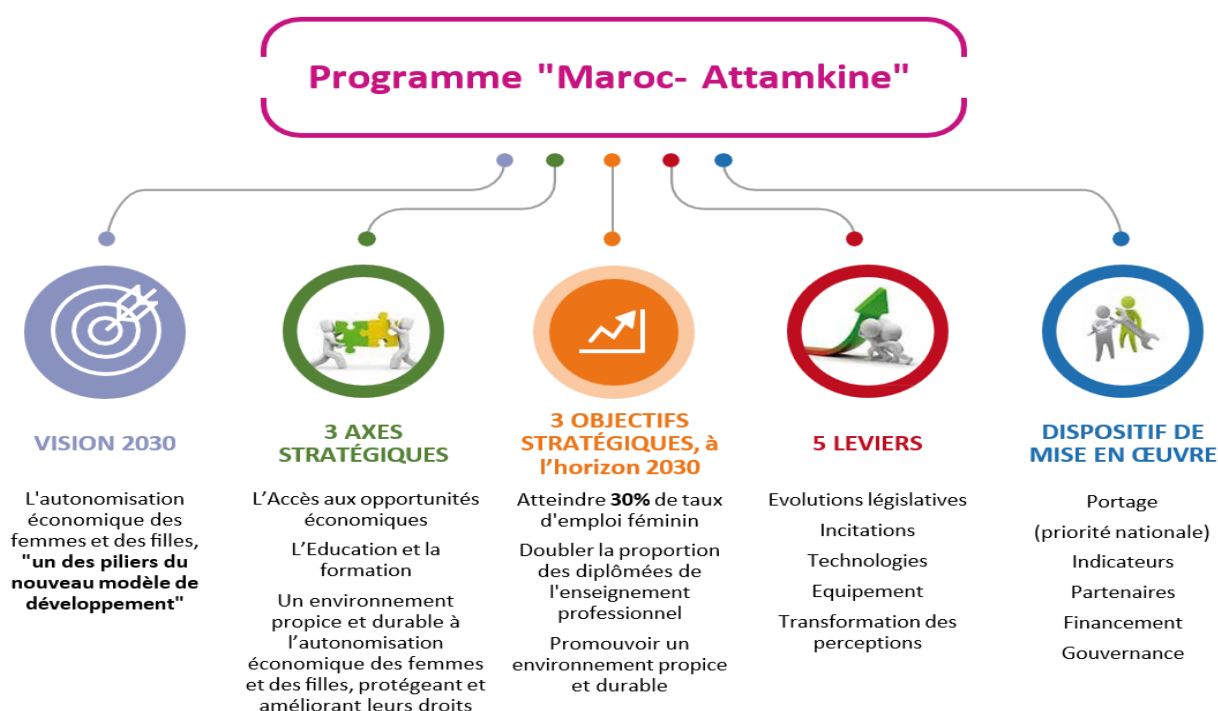 Programme "Maroc- Attamkine"
VISION 2030
L'autonomisation
économique des
femmes et des filles,
"un des piliers du
nouveau modèle de
développement"
3 AXES
STRATÉGIQUES
L’Accès aux opportunités
économiques
L’Education et la
formation
Un environnement
propice et durable à
l’autonomisation
économique des femmes
et des filles, protégeant et
améliorant leurs droits
3 OBJECTIFS
STRATÉGIQUES, à
l’horizon 2030
Atteindre 30% de taux
d'emploi féminin
Doubler la proportion
des diplômées de
l'enseignement
professionnel
Promouvoir un
environnement propice
et durable
5 LEVIERS
Evolutions législatives
Incitations
Technologies
Equipement
Transformation des
perceptions
DISPOSITIF DE
MISE EN ŒUVRE
Portage
(priorité nationale)
Indicateurs
Partenaires
Financement
Gouvernance